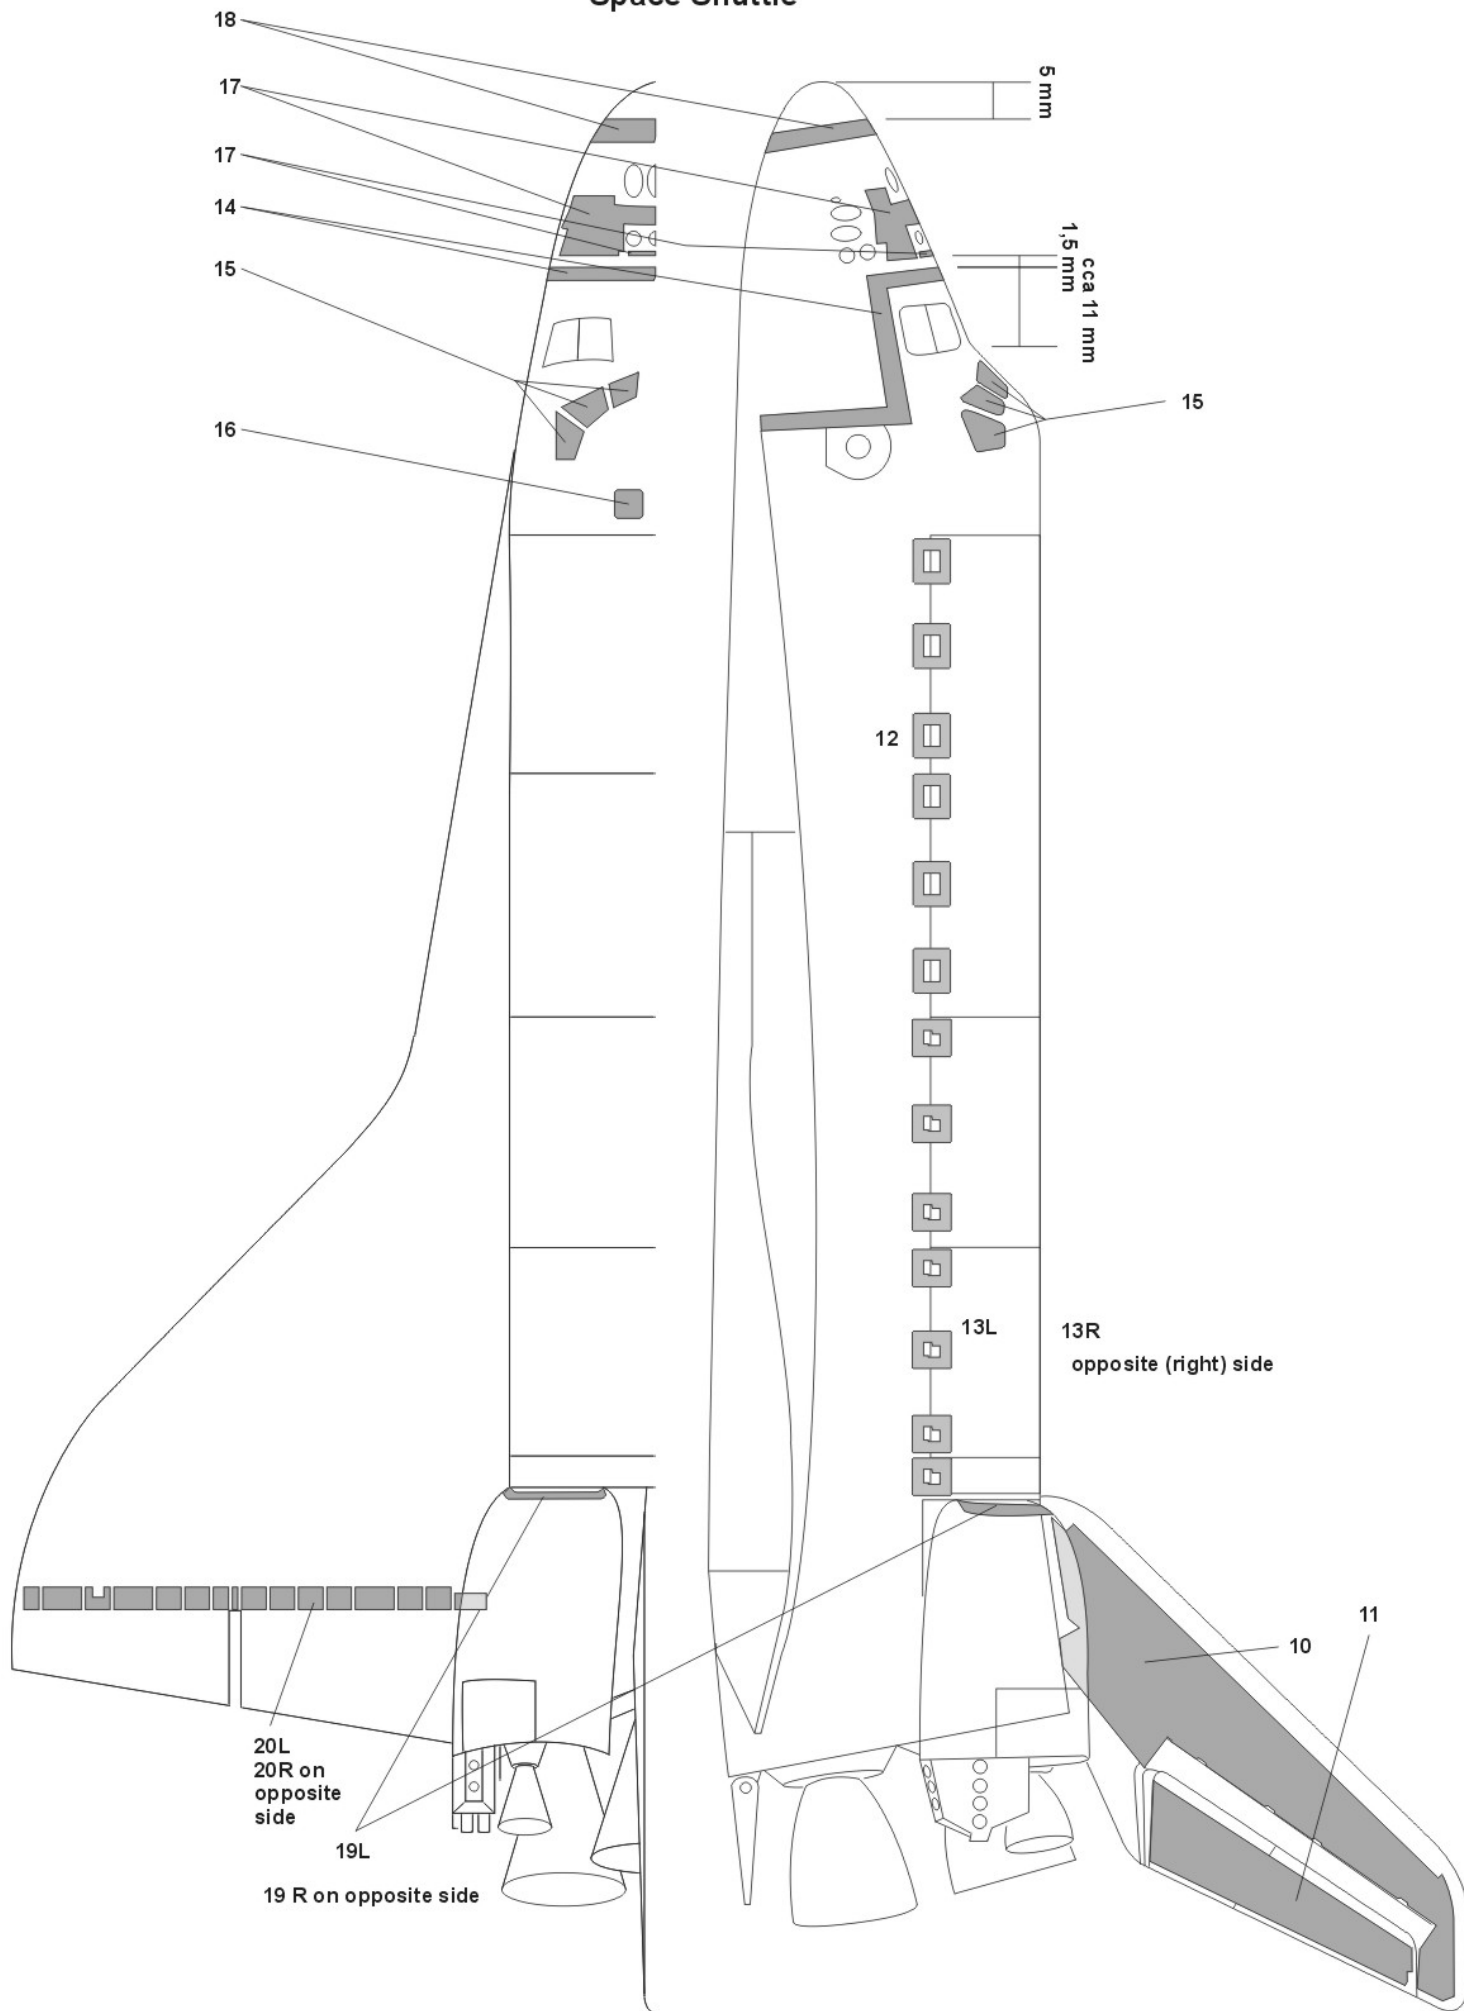 Space Shuttle
18
5 mm
17
17
14
1,5 mm
cca 11 mm
15
15
16
12
13L
13R
opposite (right) side
11
10
20L
20R on
opposite
side
19L
19 R on opposite side